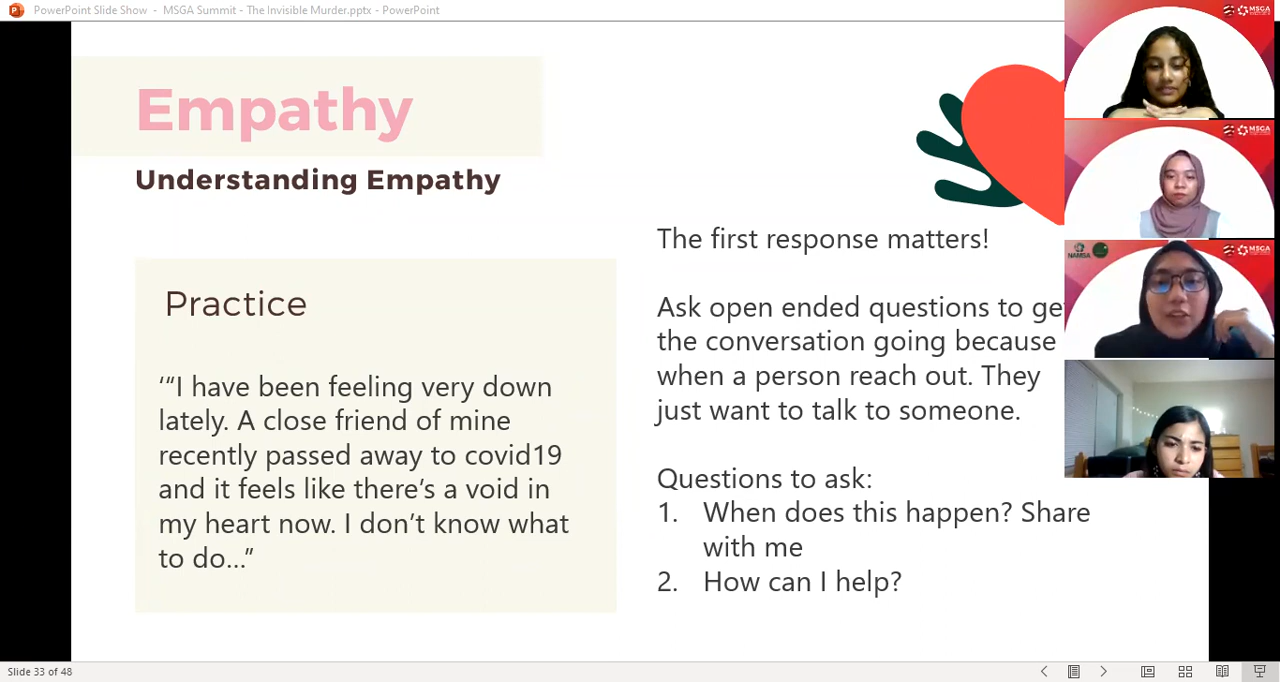 PowerPoint Slide Show - MSGA Summit - The Invisible Murder.pptx - PowerPoint
MSGA
Empathy
Understanding Empathy
The first response matters!
MSGA
Practice
NAMSA
MSGA
Ask open ended questions to ge
the conversation going because
when a person reach out. They
just want to talk to someone.
‘“I have been feeling very down
lately. A close friend of mine
recently passed away to covid19
and it feels like there’s a void in
my heart now. I don’t know what
to do...”
Questions to ask:
1. When does this happen? Share
with me
2. How can I help?
Slide 33 of 48